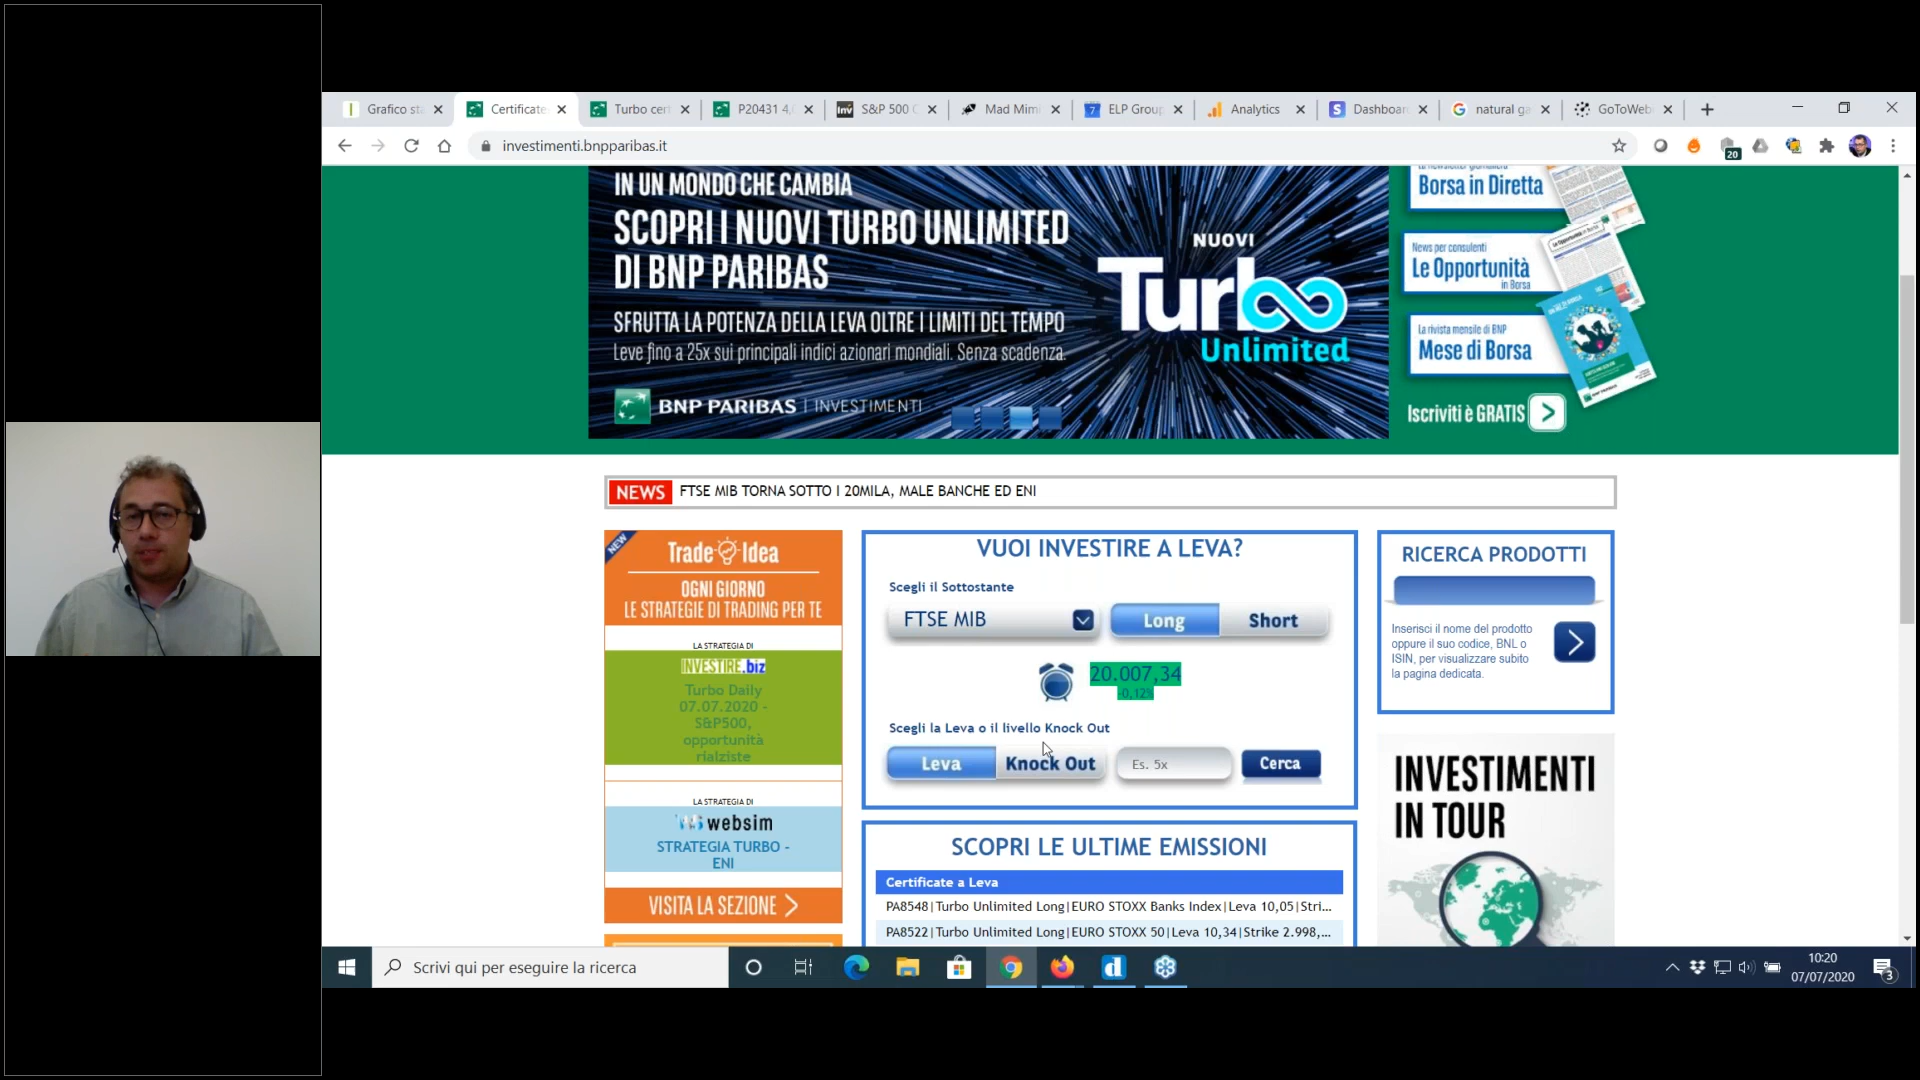 Grafico st
Certificate
Turbo cer
P20431 4,
S&P 500
Mad Mim
ELP Grou
Analytics
Dashboar
natural ga
GoToWeb
investimenti.bnpparibas.it
20
IN UN MONDO CHE CAMBIA
SCOPRI I NUOVI TURBO UNLIMITED
DI BNP PARIBAS
SFRUTTA LA POTENZA DELLA LEVA OLTRE I LIMITI DEL TEMPO
Leve fino a 25x sui principali indici azionari mondiali. Senza scadenza.
BNP PARIBAS | INVESTIMENTI
NUOVI
Turbo
Unlimited
La newsletter giornaliera
Borsa in Diretta
News per consulenti
Le Opportunità
in Borsa
La rivista mensile di BNP
Mese di Borsa
Iscriviti è GRATIS
NEWS FTSE MIB TORNA SOTTO I 20MILA, MALE BANCHE ED ENI
NEW
Trade Idea
OGNI GIORNO
LE STRATEGIE DI TRADING PER TE
LA STRATEGIA DI
INVESTIRE.biz
Turbo Daily
07.07.2020 -
S&P500,
opportunità
rialziste
LA STRATEGIA DI
websim
STRATEGIA TURBO -
ENI
VISITA LA SEZIONE
VUOI INVESTIRE A LEVA?
Scegli il Sottostante
FTSE MIB
Long
Short
20.007,34
-0,12%
Scegli la Leva o il livello Knock Out
Leva
Knock Out
Es. 5x
Cerca
SCOPRI LE ULTIME EMISSIONI
Certificate a Leva
PA8548|Turbo Unlimited Long|EURO STOXX Banks Index|Leva 10,05|Stri...
PA8522|Turbo Unlimited Long|EURO STOXX 50|Leva 10,34|Strike 2.998,...
RICERCA PRODOTTI
Inserisci il nome del prodotto
oppure il suo codice, BNL o
ISIN, per visualizzare subito
la pagina dedicata.
INVESTIMENTI
IN TOUR
Scrivi qui per eseguire la ricerca
10:20
07/07/2020
3